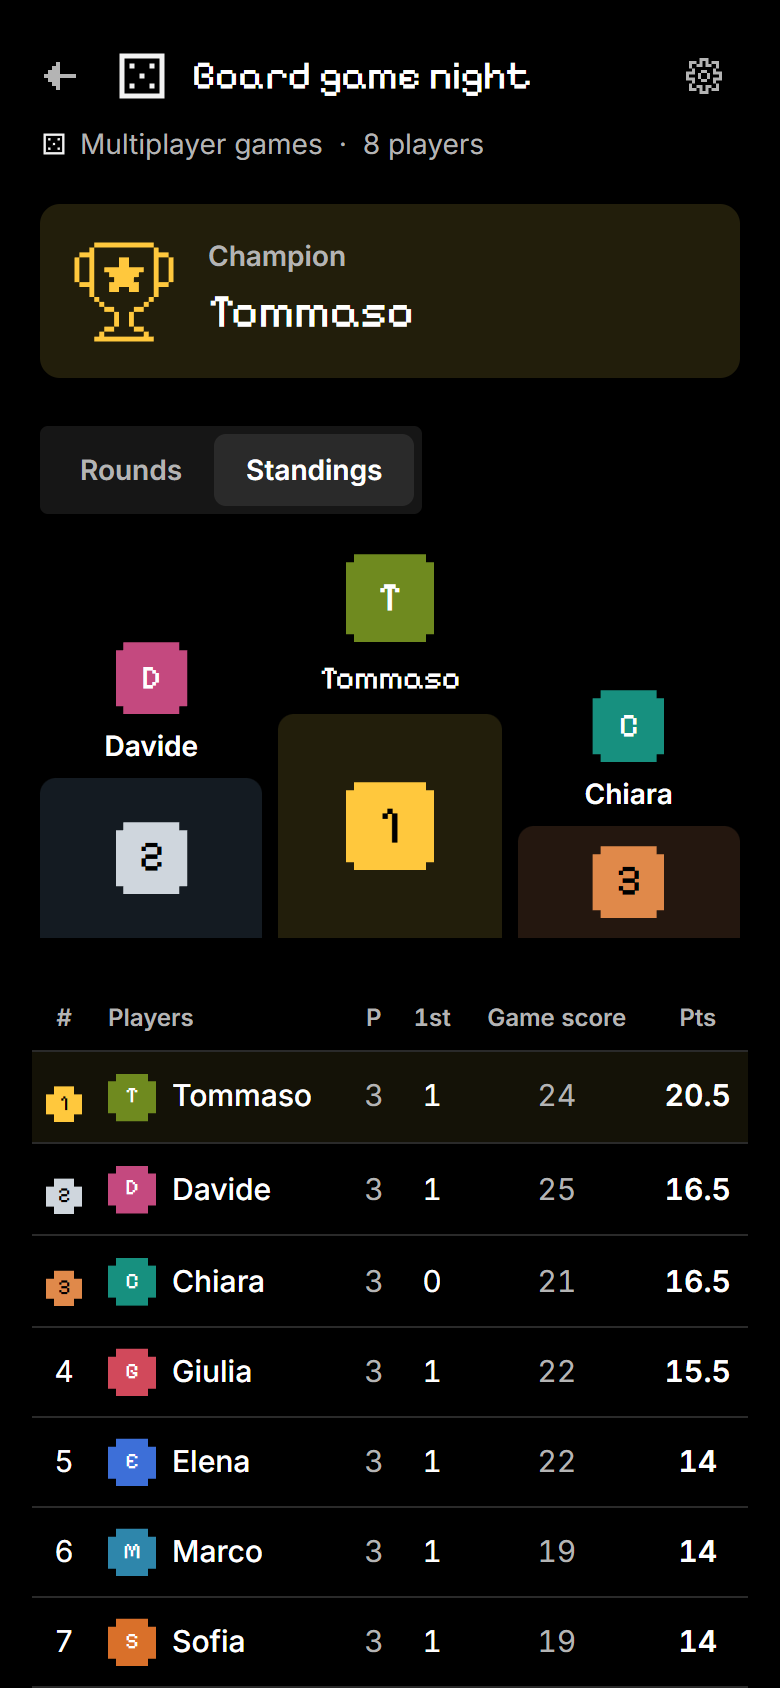 Board game night
Multiplayer games · 8 players
Champion
Tommaso
Rounds Standings
T
Tommaso
D
Davide
C
Chiara
1
2
3
# Players P 1st Game score Pts
1 T Tommaso 3 1 24 20.5
2 D Davide 3 1 25 16.5
3 C Chiara 3 0 21 16.5
4 G Giulia 3 1 22 15.5
5 E Elena 3 1 22 14
6 M Marco 3 1 19 14
7 S Sofia 3 1 19 14